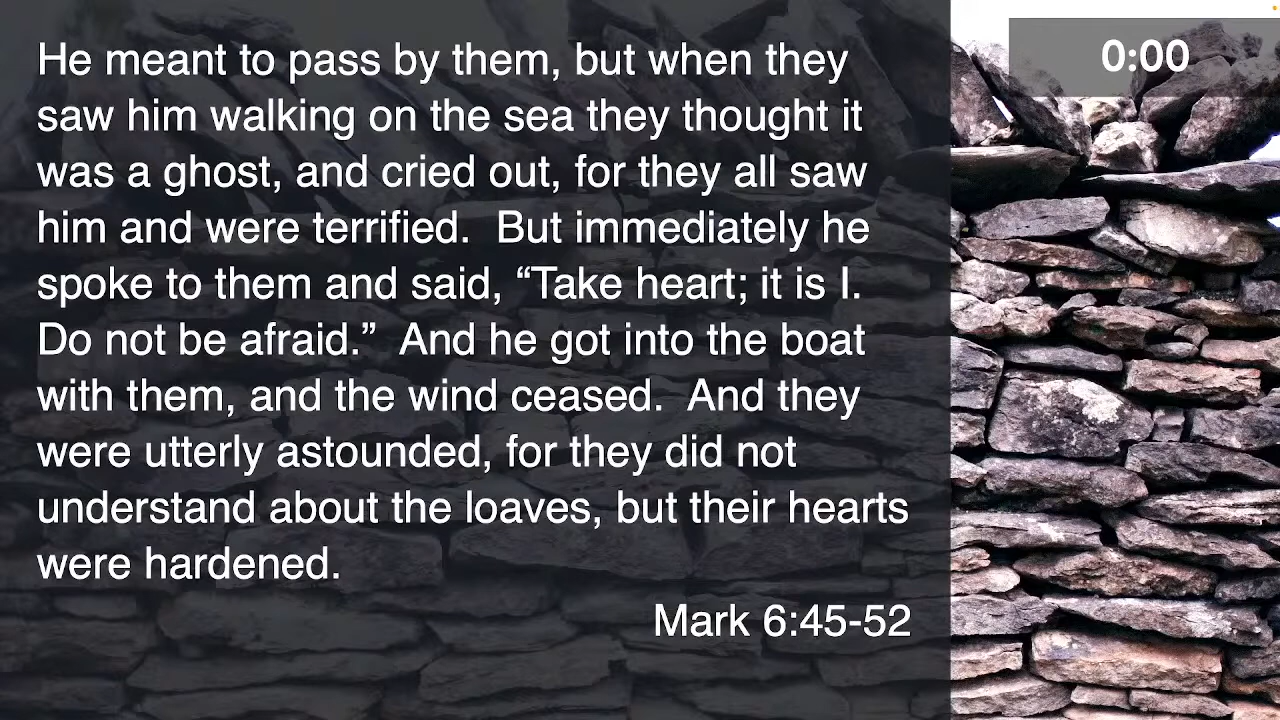 He meant to pass by them, but when they
saw him walking on the sea they thought it
was a ghost, and cried out, for they all saw
him and were terrified.  But immediately he
spoke to them and said, “Take heart; it is I.
Do not be afraid.”  And he got into the boat
with them, and the wind ceased.  And they
were utterly astounded, for they did not
understand about the loaves, but their hearts
were hardened.
Mark 6:45-52
0:00